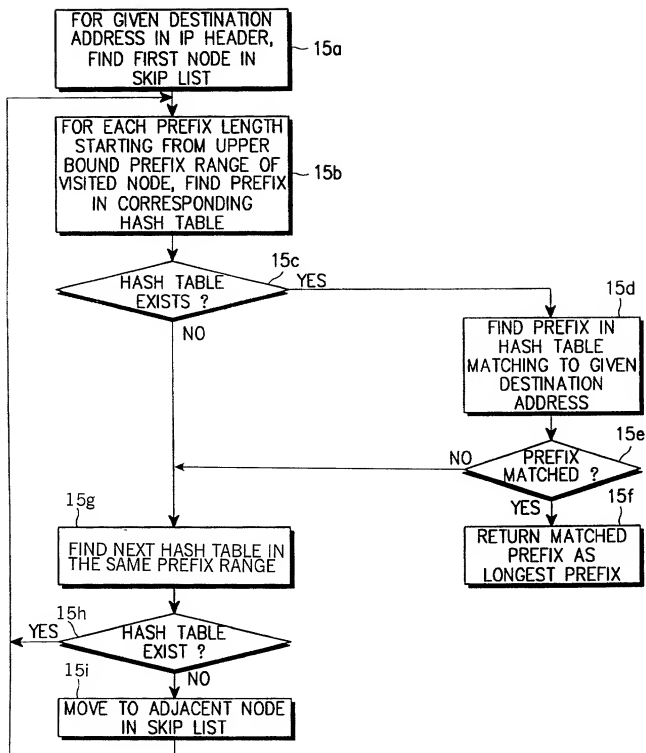 FOR GIVEN DESTINATION
ADDRESS IN IP HEADER,
FIND FIRST NODE IN
SKIP LIST
15a
FOR EACH PREFIX LENGTH
STARTING FROM UPPER
BOUND PREFIX RANGE OF
VISITED NODE, FIND PREFIX
IN CORRESPONDING
HASH TABLE
15b
15c
HASH TABLE
EXISTS ?
YES
NO
15d
FIND PREFIX IN
HASH TABLE
MATCHING TO GIVEN
DESTINATION
ADDRESS
15e
PREFIX
MATCHED ?
NO
YES
15f
RETURN MATCHED
PREFIX AS
LONGEST PREFIX
15g
FIND NEXT HASH TABLE IN
THE SAME PREFIX RANGE
15h
HASH TABLE
EXIST ?
YES
NO
15i
MOVE TO ADJACENT NODE
IN SKIP LIST